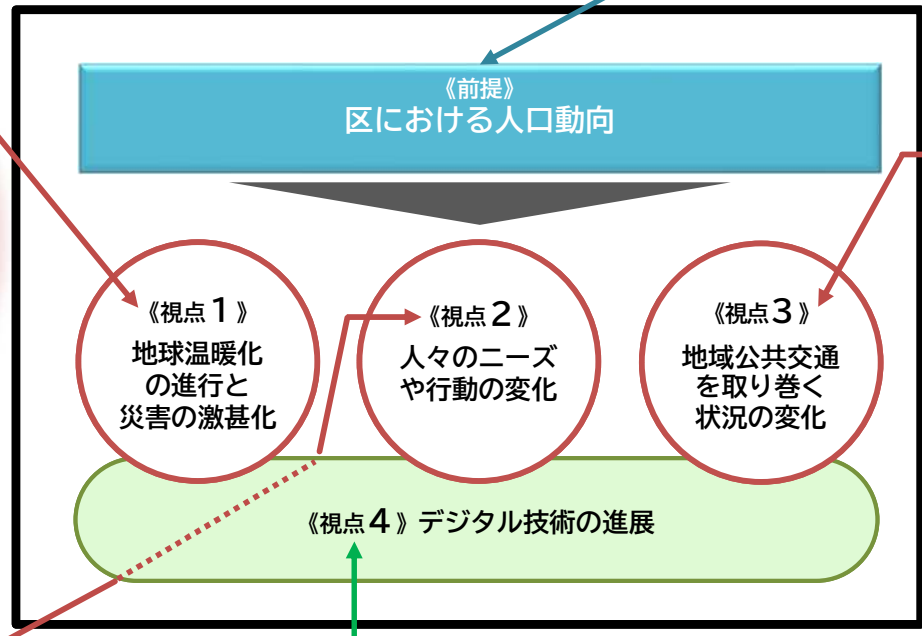 《前提》
区における人口動向
《視点1》
地球温暖化
の進行と
災害の激甚化
《視点2》
人々のニーズ
や行動の変化
《視点3》
地域公共交通
を取り巻く
状況の変化
《視点4》デジタル技術の進展